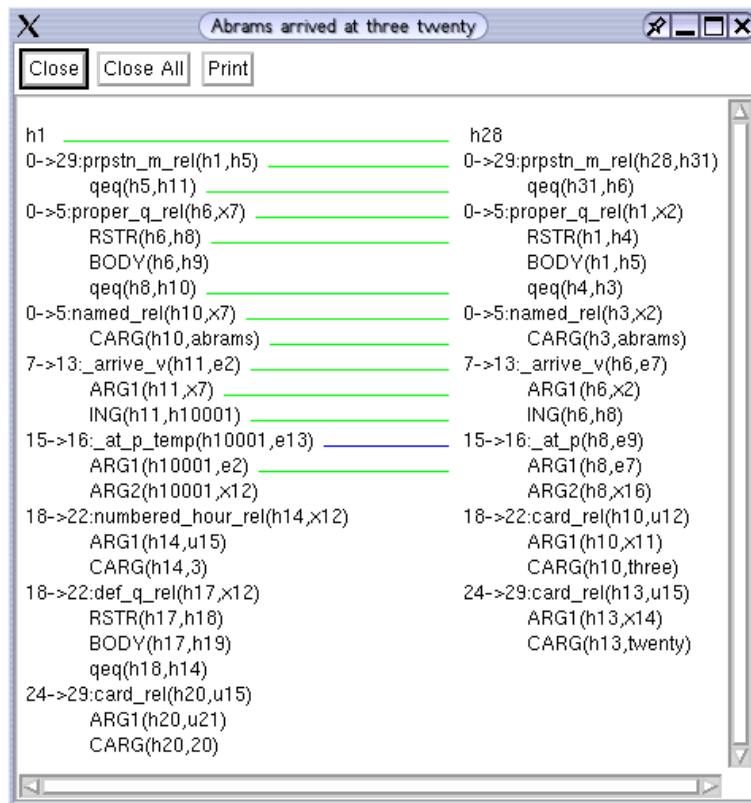 X Abrams arrived at three twenty
Close Close All Print
h1 h28
0->29:prpstn_m_rel(h1,h5) 0->29:prpstn_m_rel(h28,h31)
qeq(h5,h11) qeq(h31,h6)
0->5:proper_q_rel(h6,x7) 0->5:proper_q_rel(h1,x2)
RSTR(h6,h8) RSTR(h1,h4)
BODY(h6,h9) BODY(h1,h5)
qeq(h8,h10) qeq(h4,h3)
0->5:named_rel(h10,x7) 0->5:named_rel(h3,x2)
CARG(h10,abrams) CARG(h3,abrams)
7->13:_arrive_v(h11,e2) 7->13:_arrive_v(h6,e7)
ARG1(h11,x7) ARG1(h6,x2)
ING(h11,h10001) ING(h6,h8)
15->16:_at_p_temp(h10001,e13) 15->16:_at_p(h8,e9)
ARG1(h10001,e2) ARG1(h8,e7)
ARG2(h10001,x12) ARG2(h8,x16)
18->22:numbered_hour_rel(h14,x12) 18->22:card_rel(h10,u12)
ARG1(h14,u15) ARG1(h10,x11)
CARG(h14,3) CARG(h10,three)
18->22:def_q_rel(h17,x12) 24->29:card_rel(h13,u15)
RSTR(h17,h18) ARG1(h13,x14)
BODY(h17,h19) CARG(h13,twenty)
qeq(h18,h14)
24->29:card_rel(h20,u15)
ARG1(h20,u21)
CARG(h20,20)